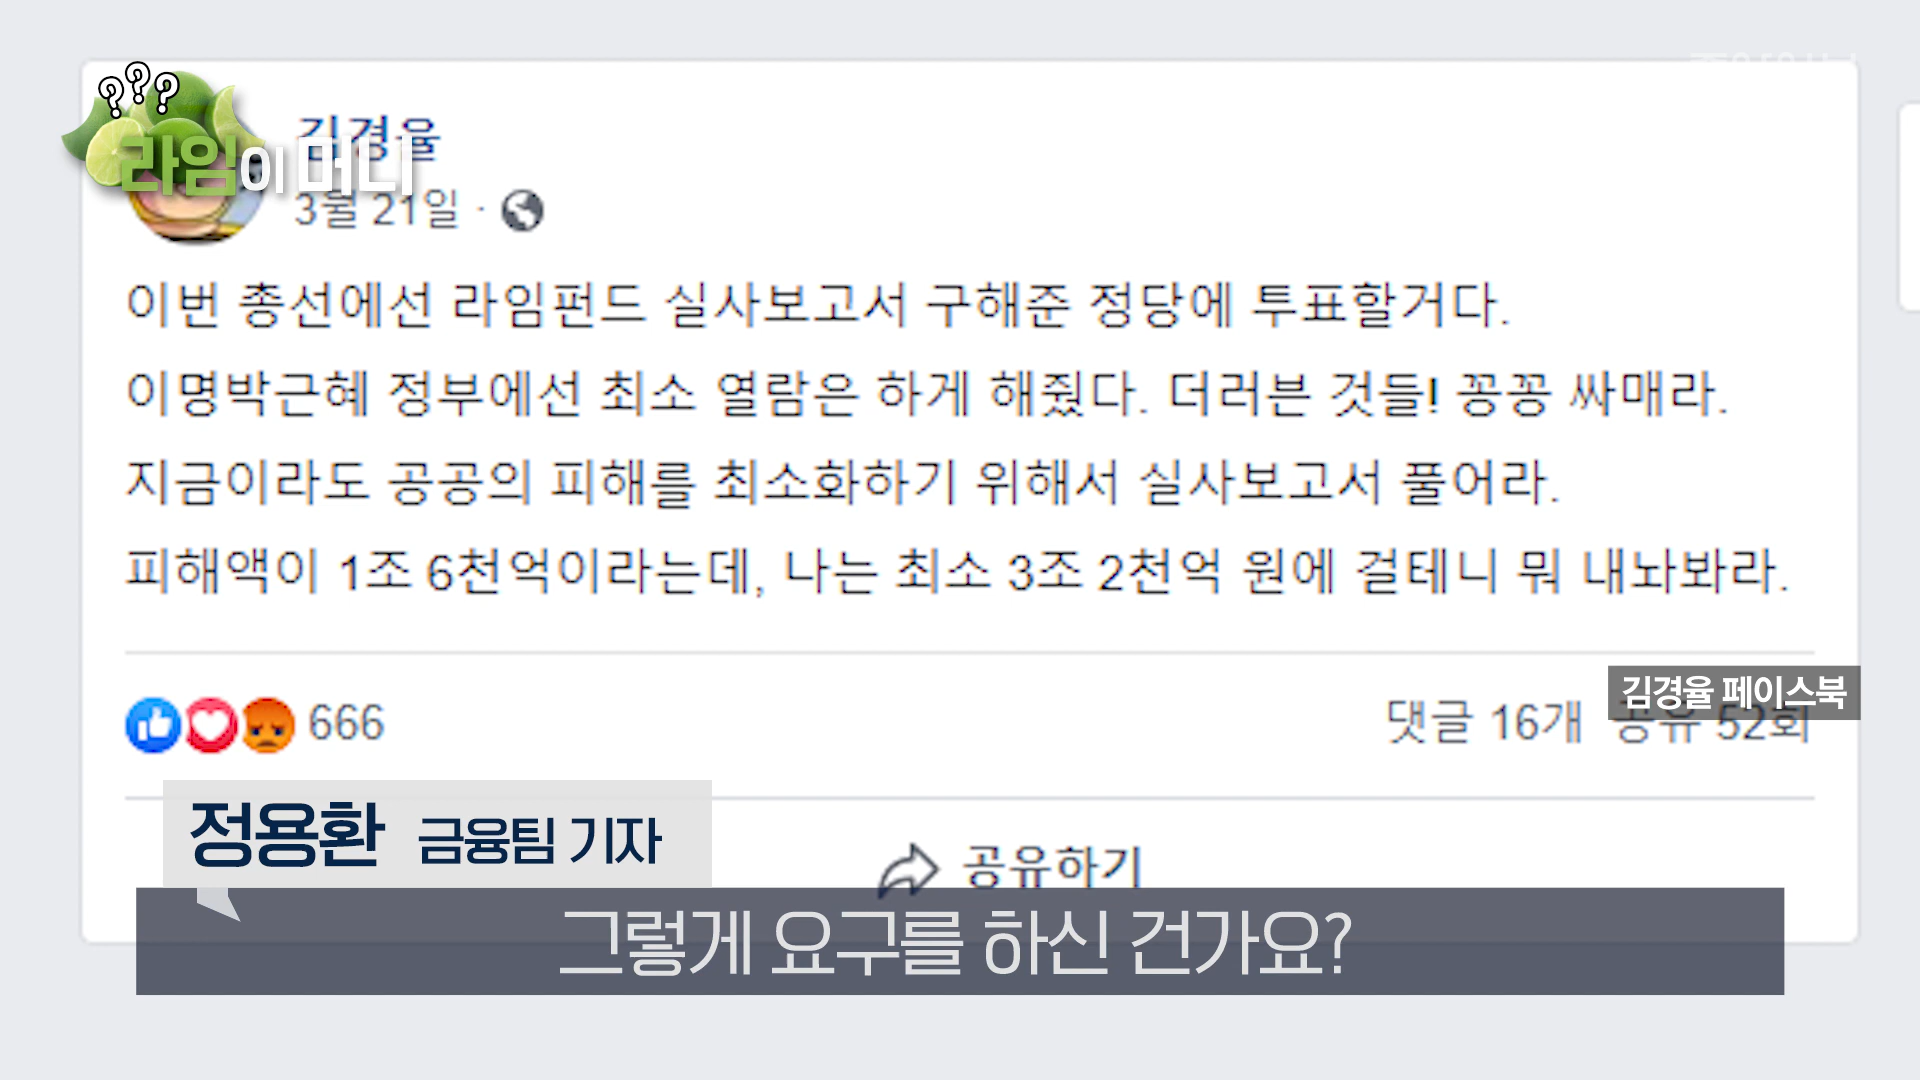 ???
라임이 머니
김경율
3월 21일 ·
이번 총선에선 라임펀드 실사보고서 구해준 정당에 투표할거다.
이명박근혜 정부에선 최소 열람은 하게 해줬다. 더러븐 것들! 꽁꽁 싸매라.
지금이라도 공공의 피해를 최소화하기 위해서 실사보고서 풀어라.
피해액이 1조 6천억이라는데, 나는 최소 3조 2천억 원에 걸테니 뭐 내놔봐라.
김경율 페이스북
666 댓글 16개 공유 52회
공유하기
정용환 금융팀 기자
그렇게 요구를 하신 건가요?